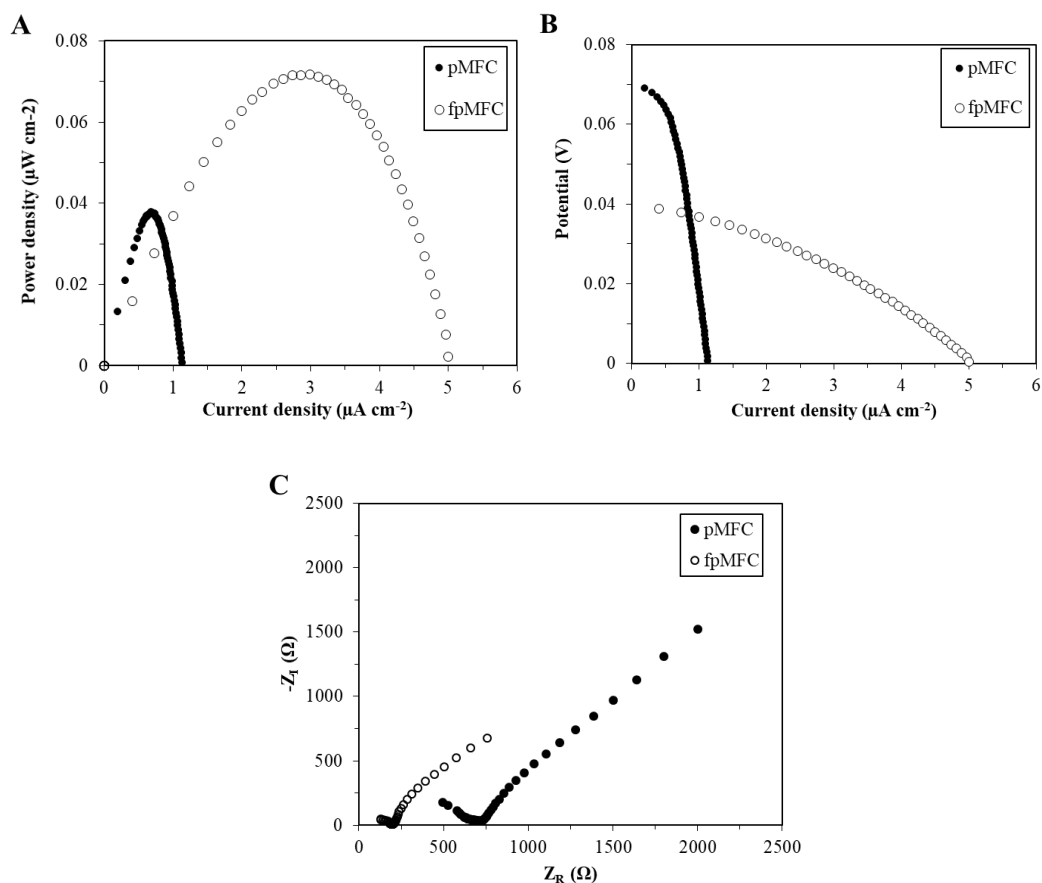 A
Power density (µW cm-2)
0.08
0.06
0.04
0.02
0
0 1 2 3 4 5 6
Current density (µA cm⁻²)
pMFC
fpMFC
B
Potential (V)
0.08
0.06
0.04
0.02
0
0 1 2 3 4 5 6
Current density (µA cm⁻²)
pMFC
fpMFC
C
-Z_I (Ω)
2500
2000
1500
1000
500
0
0 500 1000 1500 2000 2500
Z_R (Ω)
pMFC
fpMFC